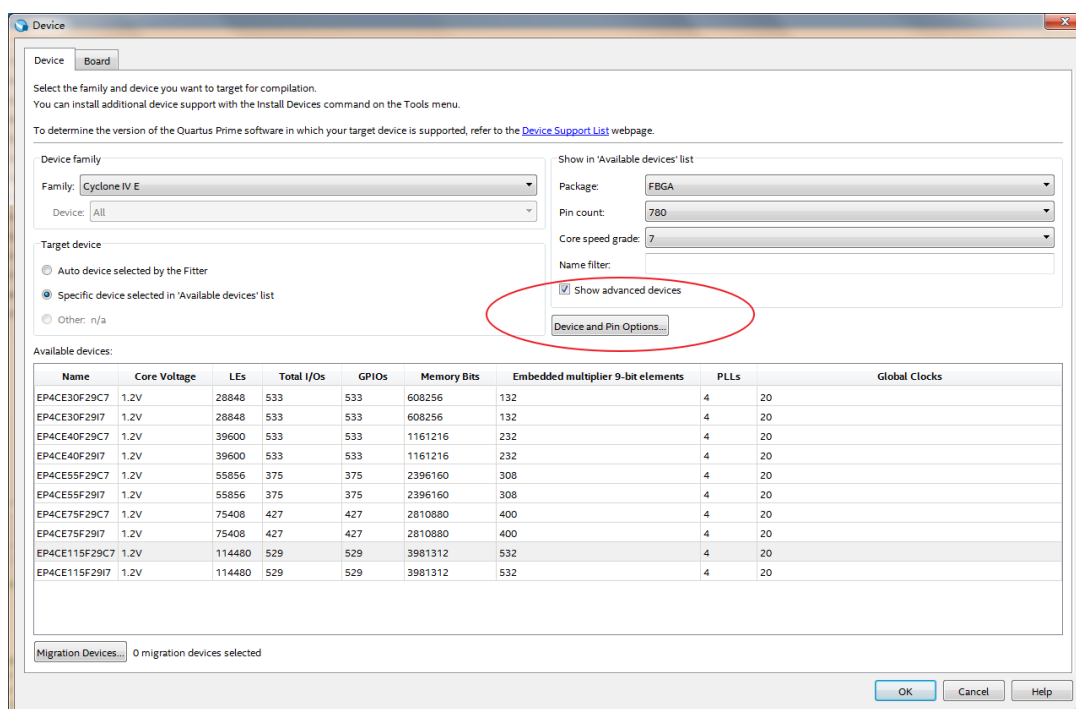 Device
Device Board
Select the family and device you want to target for compilation.
You can install additional device support with the Install Devices command on the Tools menu.
To determine the version of the Quartus Prime software in which your target device is supported, refer to the Device Support List webpage.
Device family
Family: Cyclone IV E
Device: All
Show in 'Available devices' list
Package: FBGA
Pin count: 780
Core speed grade: 7
Name filter:
Show advanced devices
Device and Pin Options...
Target device
Auto device selected by the Fitter
Specific device selected in 'Available devices' list
Other: n/a
Available devices:
Name Core Voltage LEs Total I/Os GPIOs Memory Bits Embedded multiplier 9-bit elements PLLs Global Clocks
EP4CE30F29C7 1.2V 28848 533 533 608256 132 4 20
EP4CE30F29I7 1.2V 28848 533 533 608256 132 4 20
EP4CE40F29C7 1.2V 39600 533 533 1161216 232 4 20
EP4CE40F29I7 1.2V 39600 533 533 1161216 232 4 20
EP4CE55F29C7 1.2V 55856 375 375 2396160 308 4 20
EP4CE55F29I7 1.2V 55856 375 375 2396160 308 4 20
EP4CE75F29C7 1.2V 75408 427 427 2810880 400 4 20
EP4CE75F29I7 1.2V 75408 427 427 2810880 400 4 20
EP4CE115F29C7 1.2V 114480 529 529 3981312 532 4 20
EP4CE115F29I7 1.2V 114480 529 529 3981312 532 4 20
Migration Devices... 0 migration devices selected
OK Cancel Help